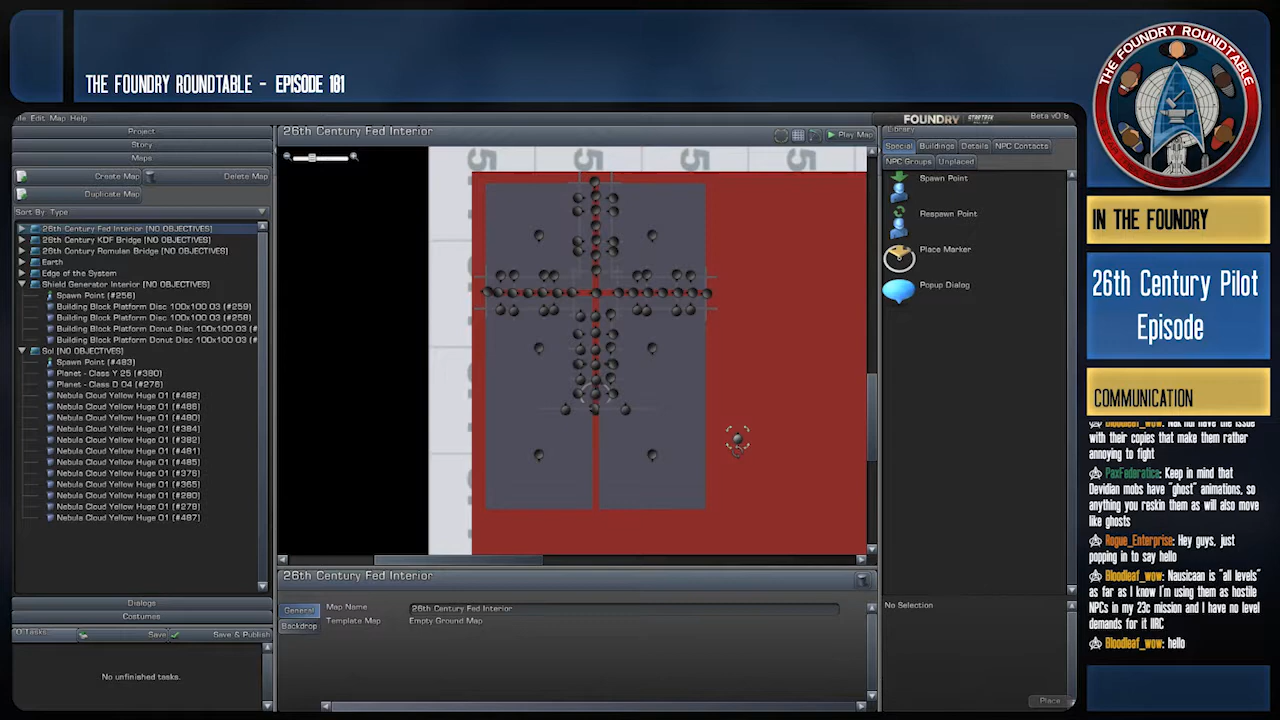 THE FOUNDRY ROUNDTABLE - EPISODE 181
THE FOUNDRY ROUNDTABLE
Edit Map Help
Project
Story
Maps
Create Map
Delete Map
Duplicate Map
Sort By Type
26th Century Fed Interior [NO OBJECTIVES]
26th Century KDF Bridge [NO OBJECTIVES]
26th Century Romulan Bridge [NO OBJECTIVES]
Earth
Edge of the System
Shield Generator Interior [NO OBJECTIVES]
Spawn Point [#256]
Building Block Platform Disc 100x100 03 [#259]
Building Block Platform Disc 100x100 03 [#258]
Building Block Platform Donut Disc 100x100 03 [#
Building Block Platform Donut Disc 100x100 03 [#
Sol [NO OBJECTIVES]
Spawn Point [#483]
Planet - Class Y 25 [#380]
Planet - Class D 04 [#276]
Nebula Cloud Yellow Huge 01 [#482]
Nebula Cloud Yellow Huge 01 [#486]
Nebula Cloud Yellow Huge 01 [#480]
Nebula Cloud Yellow Huge 01 [#384]
Nebula Cloud Yellow Huge 01 [#382]
Nebula Cloud Yellow Huge 01 [#481]
Nebula Cloud Yellow Huge 01 [#485]
Nebula Cloud Yellow Huge 01 [#376]
Nebula Cloud Yellow Huge 01 [#365]
Nebula Cloud Yellow Huge 01 [#280]
Nebula Cloud Yellow Huge 01 [#278]
Nebula Cloud Yellow Huge 01 [#487]
Dialogs
Costumes
Save
Save & Publish
No unfinished tasks.
26th Century Fed Interior
Play Map
26th Century Fed Interior
General
Backdrop
Map Name
26th Century Fed Interior
Template Map
Empty Ground Map
FOUNDRY
Library
Special Buildings Details NPC Contacts
NPC Groups Unplaced
Spawn Point
Respawn Point
Place Marker
Popup Dialog
No Selection
Place
IN THE FOUNDRY
26th Century Pilot
Episode
COMMUNICATION
with their copies that make them rather
annoying to fight
PaxFederatica: Keep in mind that
Devidian mobs have "ghost" animations, so
anything you reskin them as will also move
like ghosts
Rogue_Enterprise: Hey guys, just
popping in to say hello
Bloodleaf_wow: Nausicaan is "all levels"
as far as I know I'm using them as hostile
NPCs in my 23c mission and I have no level
demands for it IIRC
Bloodleaf_wow: hello